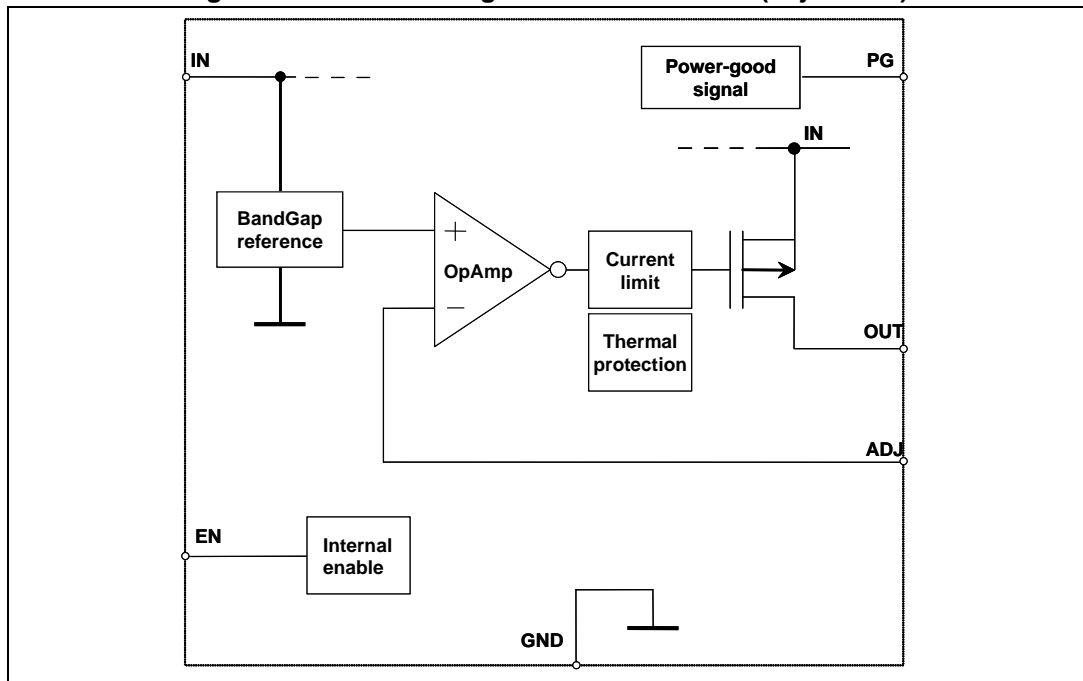 IN
PG
Power-good
signal
IN
BandGap
reference
+
OpAmp
−
Current
limit
Thermal
protection
OUT
ADJ
EN
Internal
enable
GND